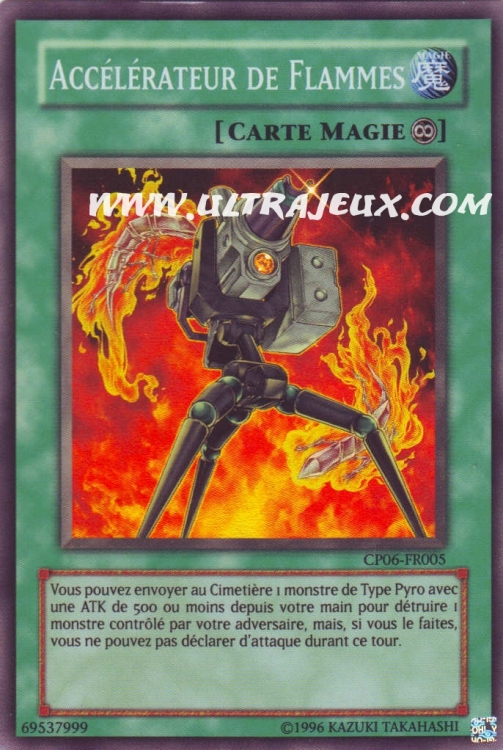 Accélérateur de Flammes
MAGIE
魔
[Carte Magie]
www.ultrajeux.com
CP06-FR005
Vous pouvez envoyer au Cimetière 1 monstre de Type Pyro avec
une ATK de 500 ou moins depuis votre main pour détruire 1
monstre contrôlé par votre adversaire, mais, si vous le faites,
vous ne pouvez pas déclarer d'attaque durant ce tour.
69537999
©1996 KAZUKI TAKAHASHI